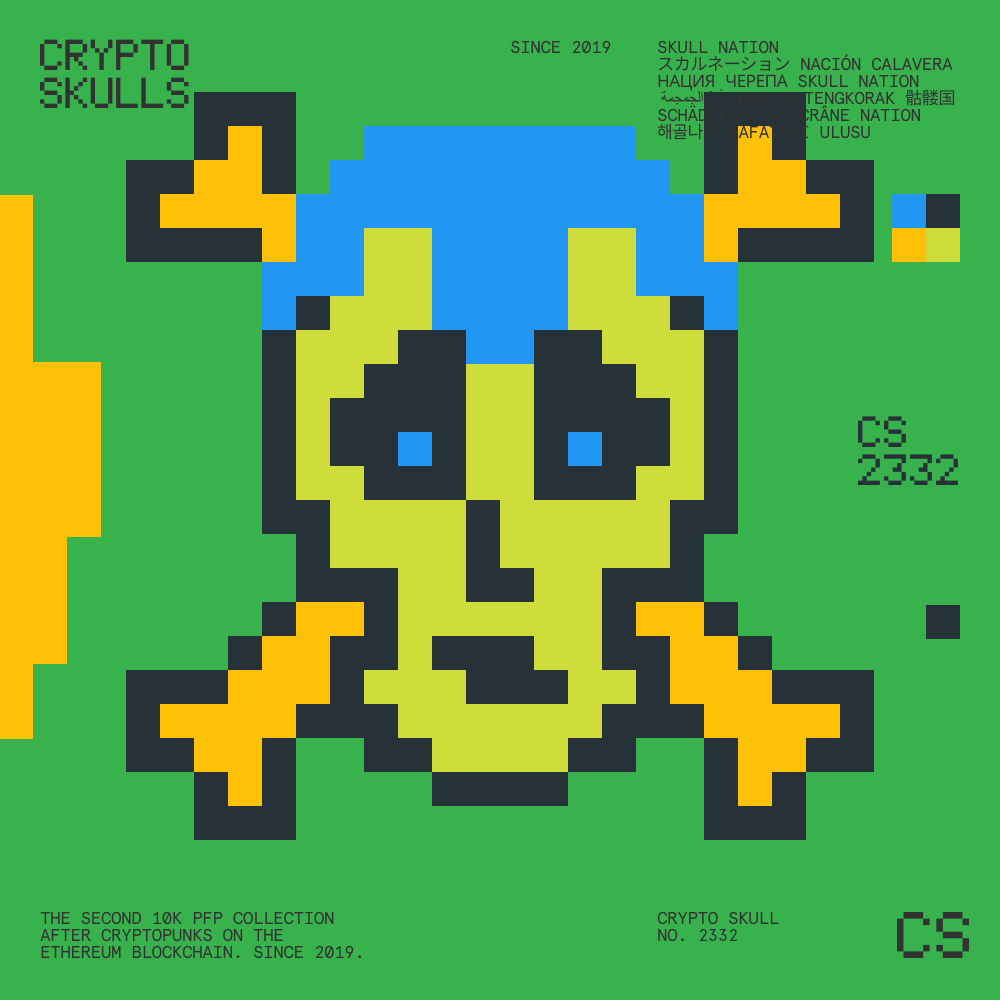 CRYPTO
SKULLS
SINCE 2019
SKULL NATION
スカルネーション NACIÓN CALAVERA
НАЦИЯ ЧЕРЕПА SKULL NATION
TENGKORAK 骷髅国
CRÂNE NATION
ULUSU
CS
2332
THE SECOND 10K PFP COLLECTION
AFTER CRYPTOPUNKS ON THE
ETHEREUM BLOCKCHAIN. SINCE 2019.
CRYPTO SKULL
NO. 2332
CS